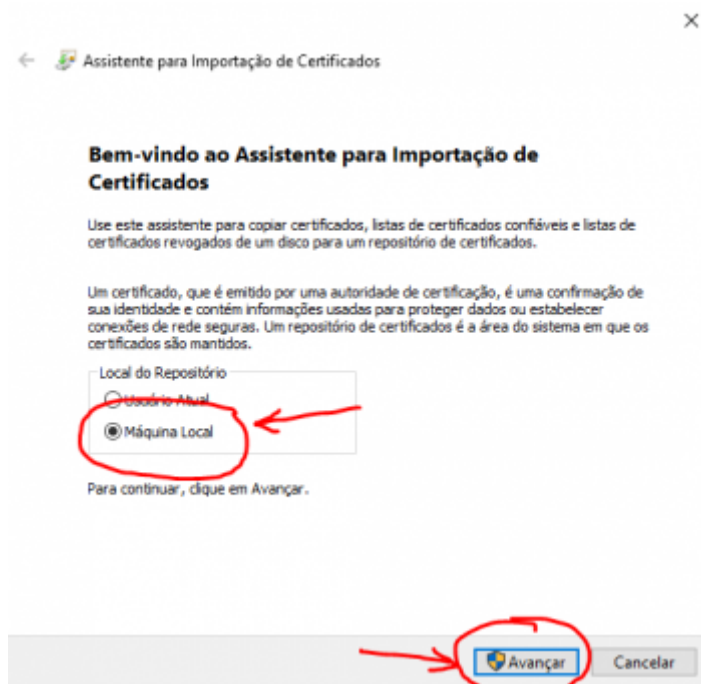 Assistente para Importação de Certificados
Bem-vindo ao Assistente para Importação de
Certificados
Use este assistente para copiar certificados, listas de certificados confiáveis e listas de
certificados revogados de um disco para um repositório de certificados.
Um certificado, que é emitido por uma autoridade de certificação, é uma confirmação de
sua identidade e contém informações usadas para proteger dados ou estabelecer
conexões de rede seguras. Um repositório de certificados é a área do sistema em que os
certificados são mantidos.
Local do Repositório
Usuário Atual
Máquina Local
Para continuar, clique em Avançar.
Avançar Cancelar